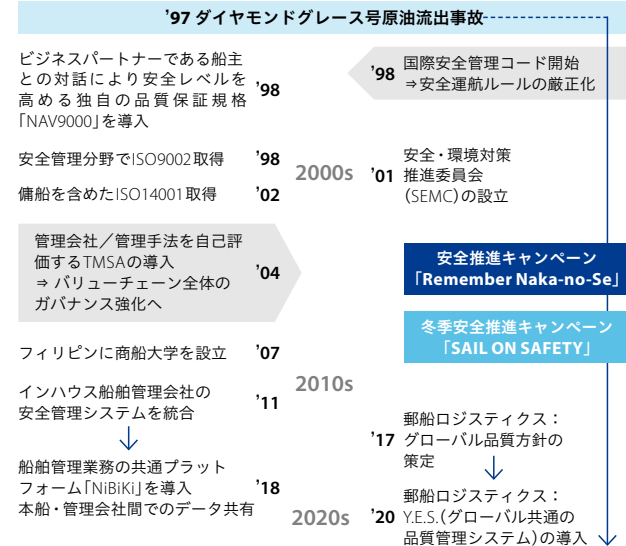 ’97 ダイヤモンドグレース号原油流出事故
ビジネスパートナーである船主
との対話により安全レベルを
高める独自の品質保証規格
「NAV9000」を導入
’98
’98
国際安全管理コード開始
⇒安全運航ルールの厳正化
安全管理分野でISO9002取得
’98
傭船を含めたISO14001取得
’02
2000s
’01
安全・環境対策
推進委員会
（SEMC）の設立
管理会社／管理手法を自己評
価するTMSAの導入
⇒ バリューチェーン全体の
ガバナンス強化へ
’04
安全推進キャンペーン
「Remember Naka-no-Se」
冬季安全推進キャンペーン
「SAIL ON SAFETY」
フィリピンに商船大学を設立
’07
2010s
インハウス船舶管理会社の
安全管理システムを統合
’11
’17
郵船ロジスティクス：
グローバル品質方針の
策定
船舶管理業務の共通プラット
フォーム「NiBiKi」を導入
本船・管理会社間でのデータ共有
’18
2020s
’20
郵船ロジスティクス：
Y.E.S.（グローバル共通の
品質管理システム）の導入